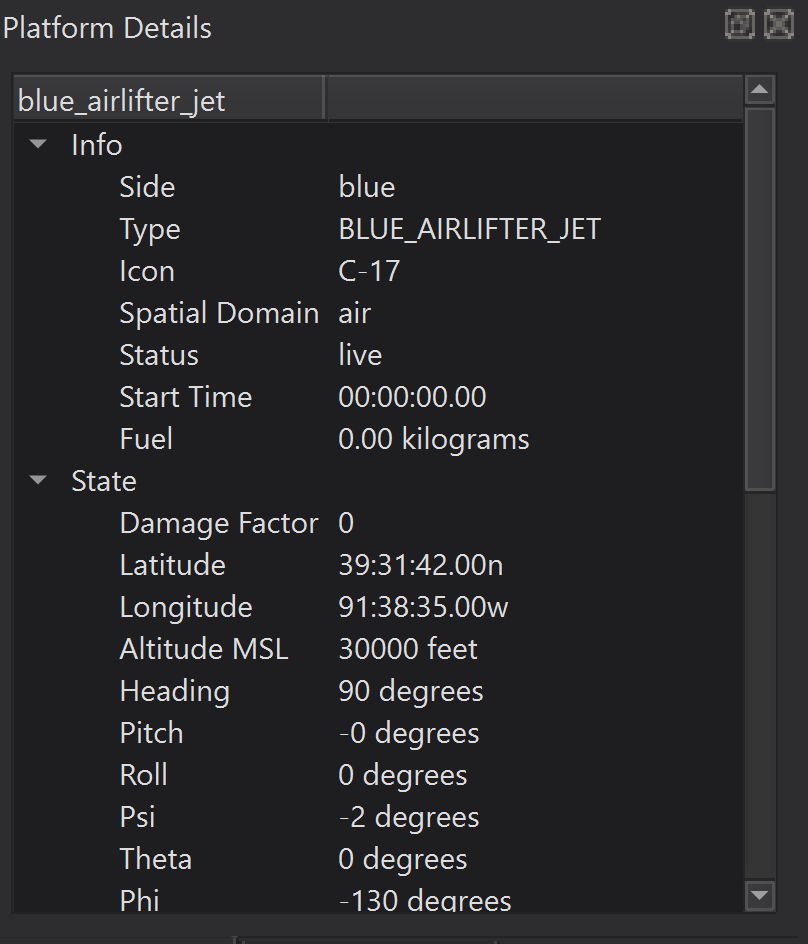 Platform Details
blue_airlifter_jet
Info
Side blue
Type BLUE_AIRLIFTER_JET
Icon C-17
Spatial Domain air
Status live
Start Time 00:00:00.00
Fuel 0.00 kilograms
State
Damage Factor 0
Latitude 39:31:42.00n
Longitude 91:38:35.00w
Altitude MSL 30000 feet
Heading 90 degrees
Pitch -0 degrees
Roll 0 degrees
Psi -2 degrees
Theta 0 degrees
Phi -130 degrees